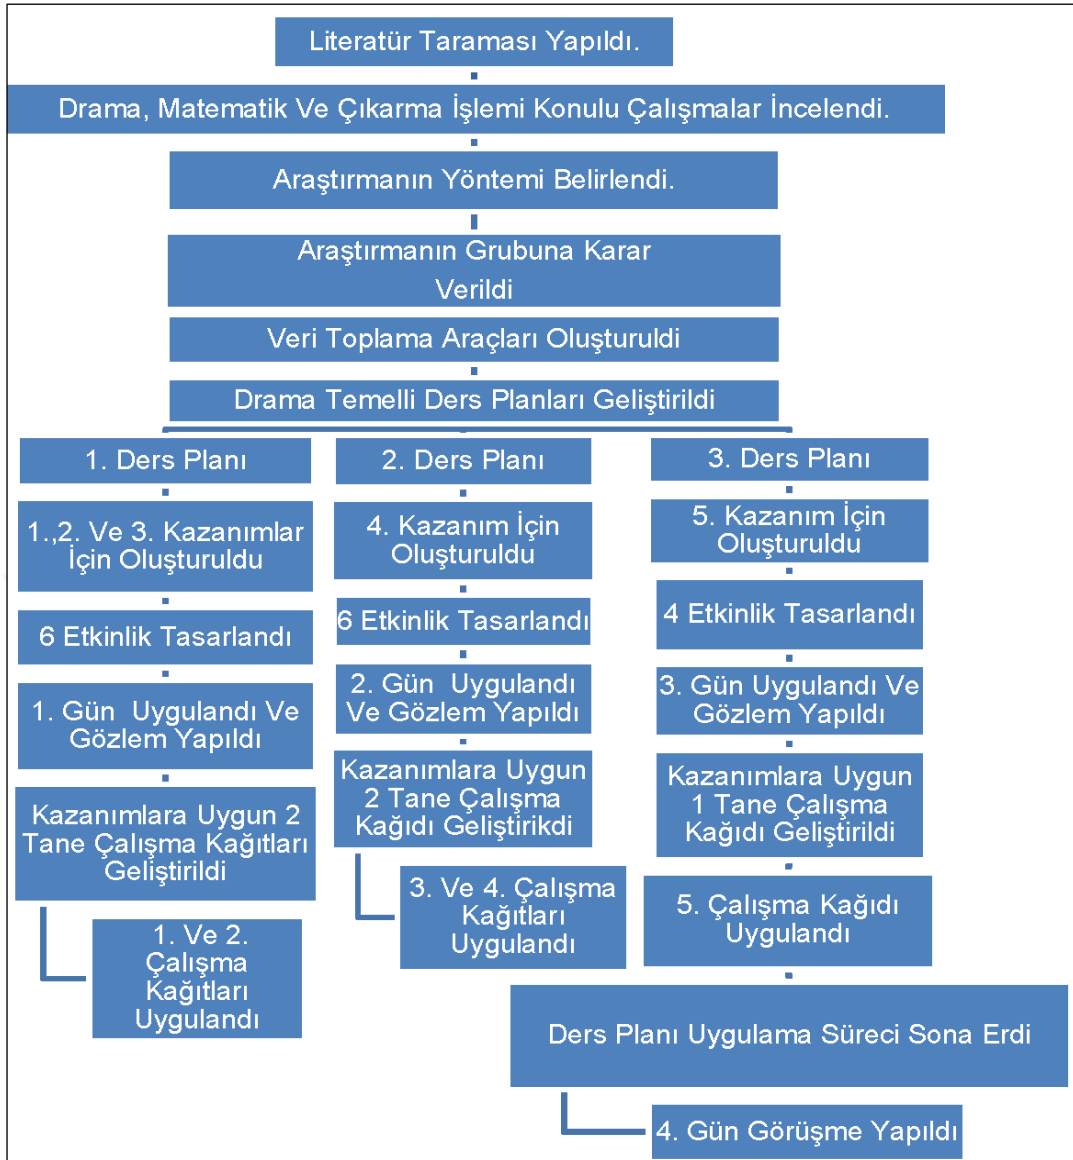 Literatür Taraması Yapıldı.
Drama, Matematik Ve Çıkarma İşlemi Konulu Çalışmalar İncelendi.
Araştırmanın Yöntemi Belirlendi.
Araştırmanın Grubuna Karar
Verildi
Veri Toplama Araçları Oluşturuldi
Drama Temelli Ders Planları Geliştirildi
1. Ders Planı
1.,2. Ve 3. Kazanımlar
İçin Oluşturuldu
6 Etkinlik Tasarlandı
1. Gün Uygulandı Ve
Gözlem Yapıldı
Kazanımlara Uygun 2
Tane Çalışma Kağıtları
Geliştirildi
1. Ve 2.
Çalışma
Kağıtları
Uygulandı
2. Ders Planı
4. Kazanım İçin
Oluşturuldu
6 Etkinlik Tasarlandı
2. Gün Uygulandı
Ve Gözlem Yapıldı
Kazanımlara Uygun
2 Tane Çalışma
Kağıdı Geliştirikdi
3. Ve 4. Çalışma
Kağıtları
Uygulandı
3. Ders Planı
5. Kazanım İçin
Oluşturuldu
4 Etkinlik Tasarlandı
3. Gün Uygulandı Ve
Gözlem Yapıldı
Kazanımlara Uygun
1 Tane Çalışma
Kağıdı Geliştirildi
5. Çalışma Kağıdı
Uygulandı
Ders Planı Uygulama Süreci Sona Erdi
4. Gün Görüşme Yapıldı